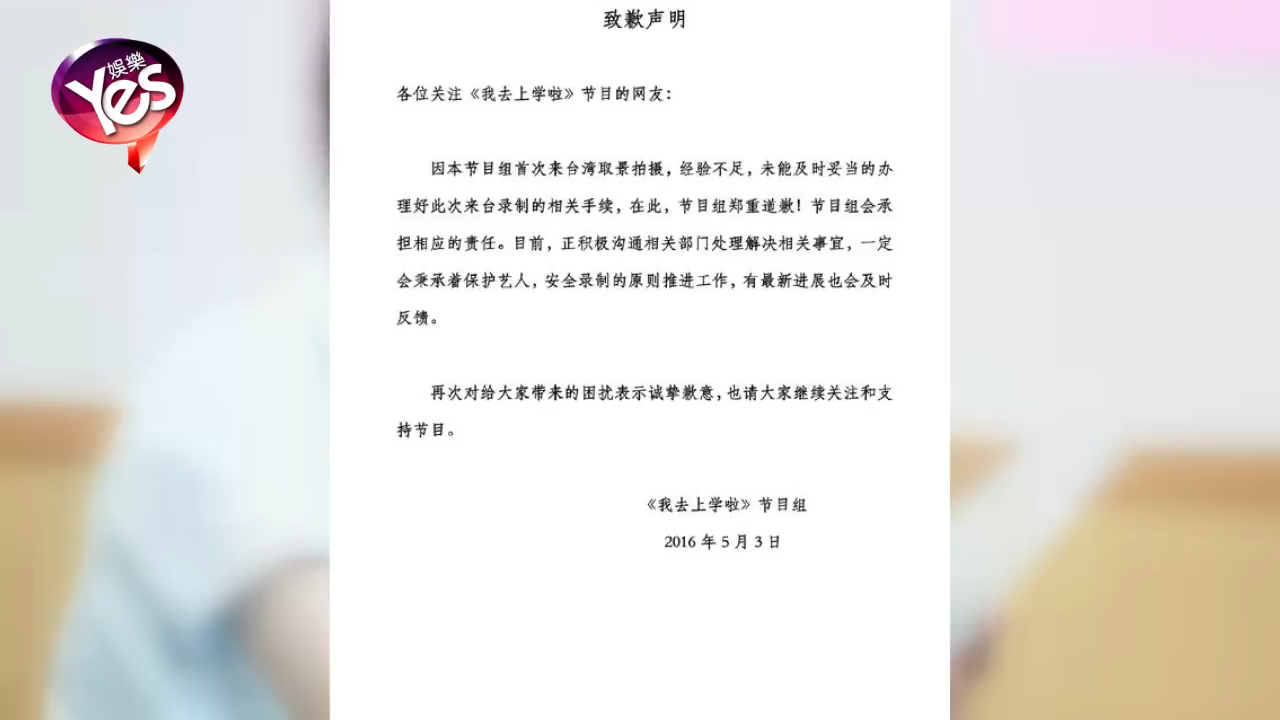 致歉声明
娱樂
Yes
各位关注《我去上学啦》节目的网友：
因本节目组首次来台湾取景拍摄，经验不足，未能及时妥当的办
理好此次来台录制的相关手续，在此，节目组郑重道歉！节目组会承
担相应的责任。目前，正积极沟通相关部门处理解决相关事宜，一定
会秉承着保护艺人，安全录制的原则推进工作，有最新进展也会及时
反馈。
再次对给大家带来的困扰表示诚挚歉意，也请大家继续关注和支
持节目。
《我去上学啦》节目组
2016 年 5 月 3 日